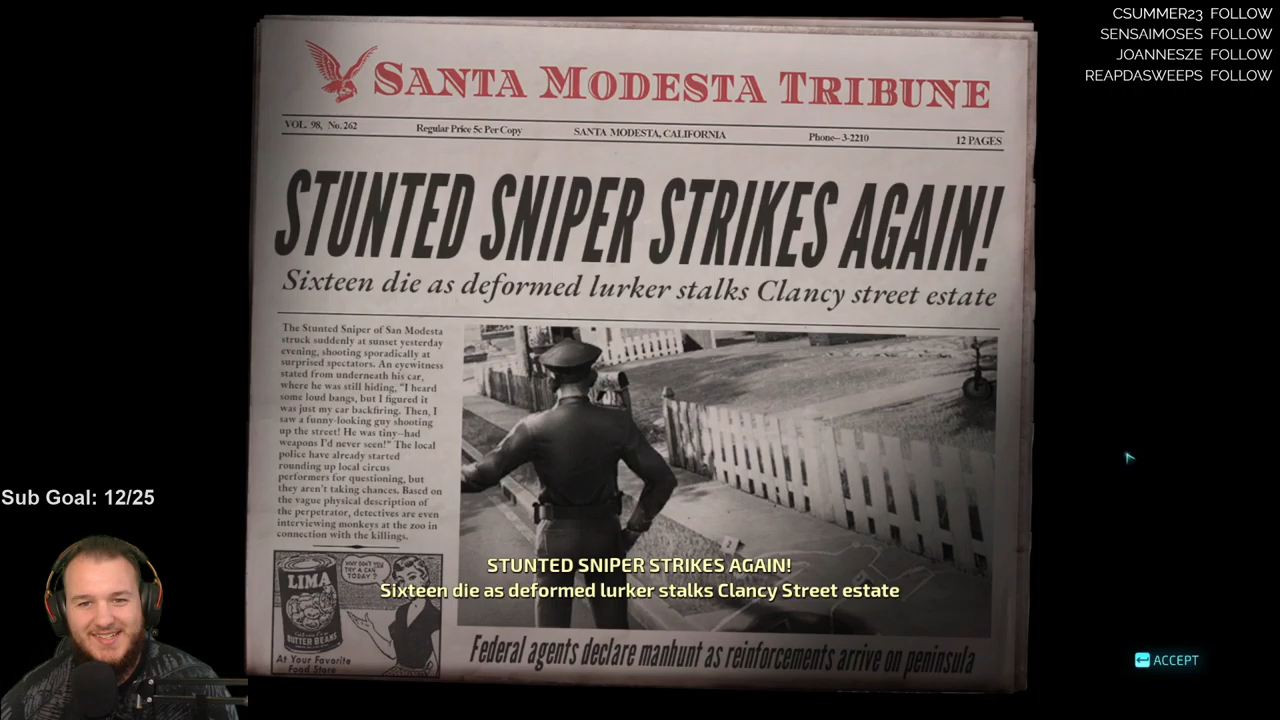 CSUMMER23 FOLLOW
SENSAIMOSES FOLLOW
JOANNESZE FOLLOW
REAPDASWEEPS FOLLOW
SANTA MODESTA TRIBUNE
VOL. 98, No. 262 Regular Price 5c Per Copy SANTA MODESTA, CALIFORNIA Phone–3-2210 12 PAGES
STUNTED SNIPER STRIKES AGAIN!
Sixteen die as deformed lurker stalks Clancy street estate
The Stunted Sniper of San Modesta
struck suddenly at sunset yesterday
evening, shooting sporadically at
surprised spectators. An eyewitness
stated from underneath his car,
where he was still hiding, "I heard
some loud bangs, but I figured it
was just my car backfiring. Then, I
saw a funny-looking guy shooting
up the street! He was tiny—had
weapons I'd never seen!" The local
police have already started
rounding up local circus
performers for questioning, but
they aren't taking chances. Based on
the vague physical description of
the perpetrator, detectives are even
interviewing monkeys at the zoo in
connection with the killings.
LIMA
BUTTER BEANS
WHY DON'T YOU
TRY A CAN
TODAY?
At Your Favorite
Food Store
2
STUNTED SNIPER STRIKES AGAIN!
Sixteen die as deformed lurker stalks Clancy Street estate
Federal agents declare manhunt as reinforcements arrive on peninsula
Sub Goal: 12/25
ACCEPT